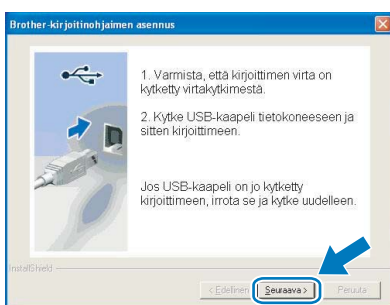 Brother-kirjoitinohjaimen asennus
1. Varmista, että kirjoittimen virta on
kytketty virtakytkimestä.
2. Kytke USB-kaapeli tietokoneeseen ja
sitten kirjoittimeen.
Jos USB-kaapeli on jo kytketty
kirjoittimeen, irrota se ja kytke uudelleen.
InstallShield
< Edellinen Seuraava > Peruuta